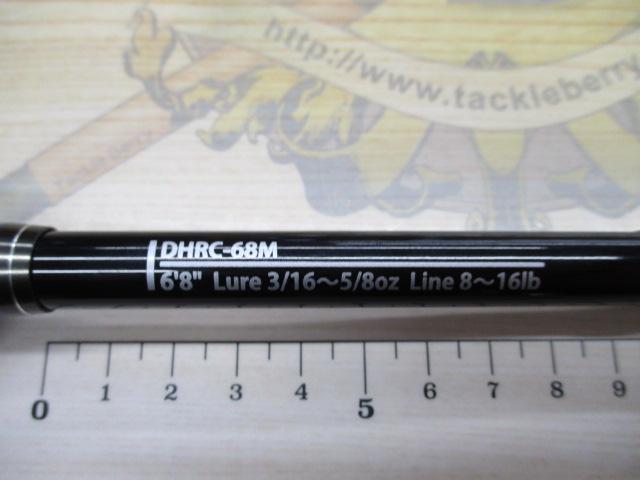 http://www.tackleberry
DHRC-68M
6'8" Lure 3/16～5/8oz Line 8～16lb
0 1 2 3 4 5 6 7 8 9